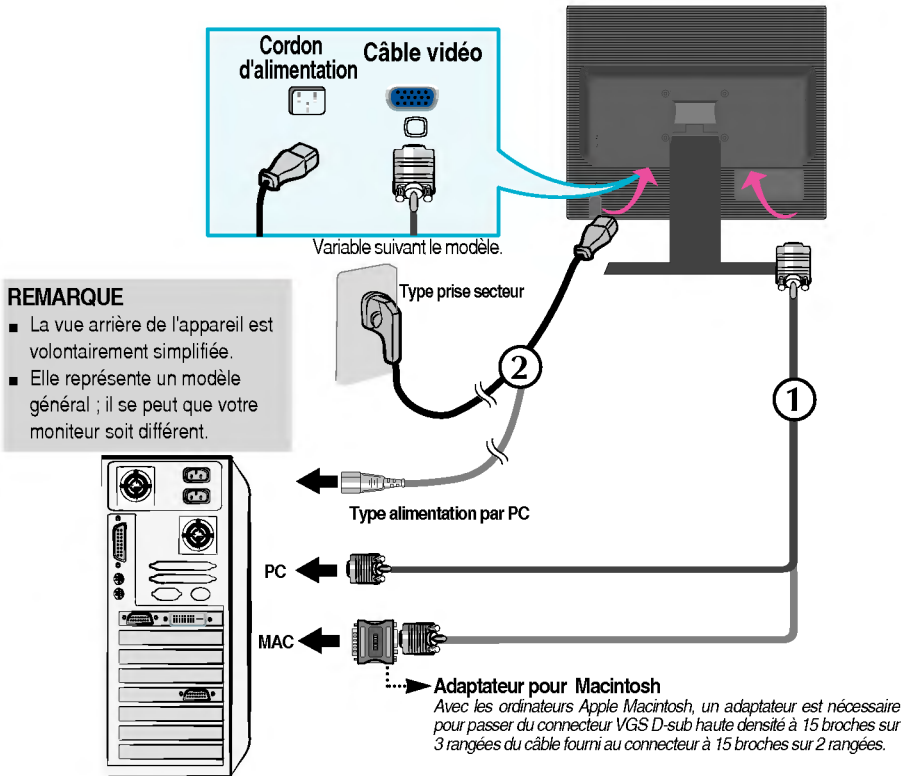 Cordon
d'alimentation
Câble vidéo
Variable suivant le modèle.
Type prise secteur
REMARQUE
■ La vue arrière de l'appareil est
volontairement simplifiée.
■ Elle représente un modèle
général ; il se peut que votre
moniteur soit différent.
2
1
Type alimentation par PC
PC
MAC
Adaptateur pour Macintosh
Avec les ordinateurs Apple Macintosh, un adaptateur est nécessaire
pour passer du connecteur VGS D-sub haute densité à 15 broches sur
3 rangées du câble fourni au connecteur à 15 broches sur 2 rangées.